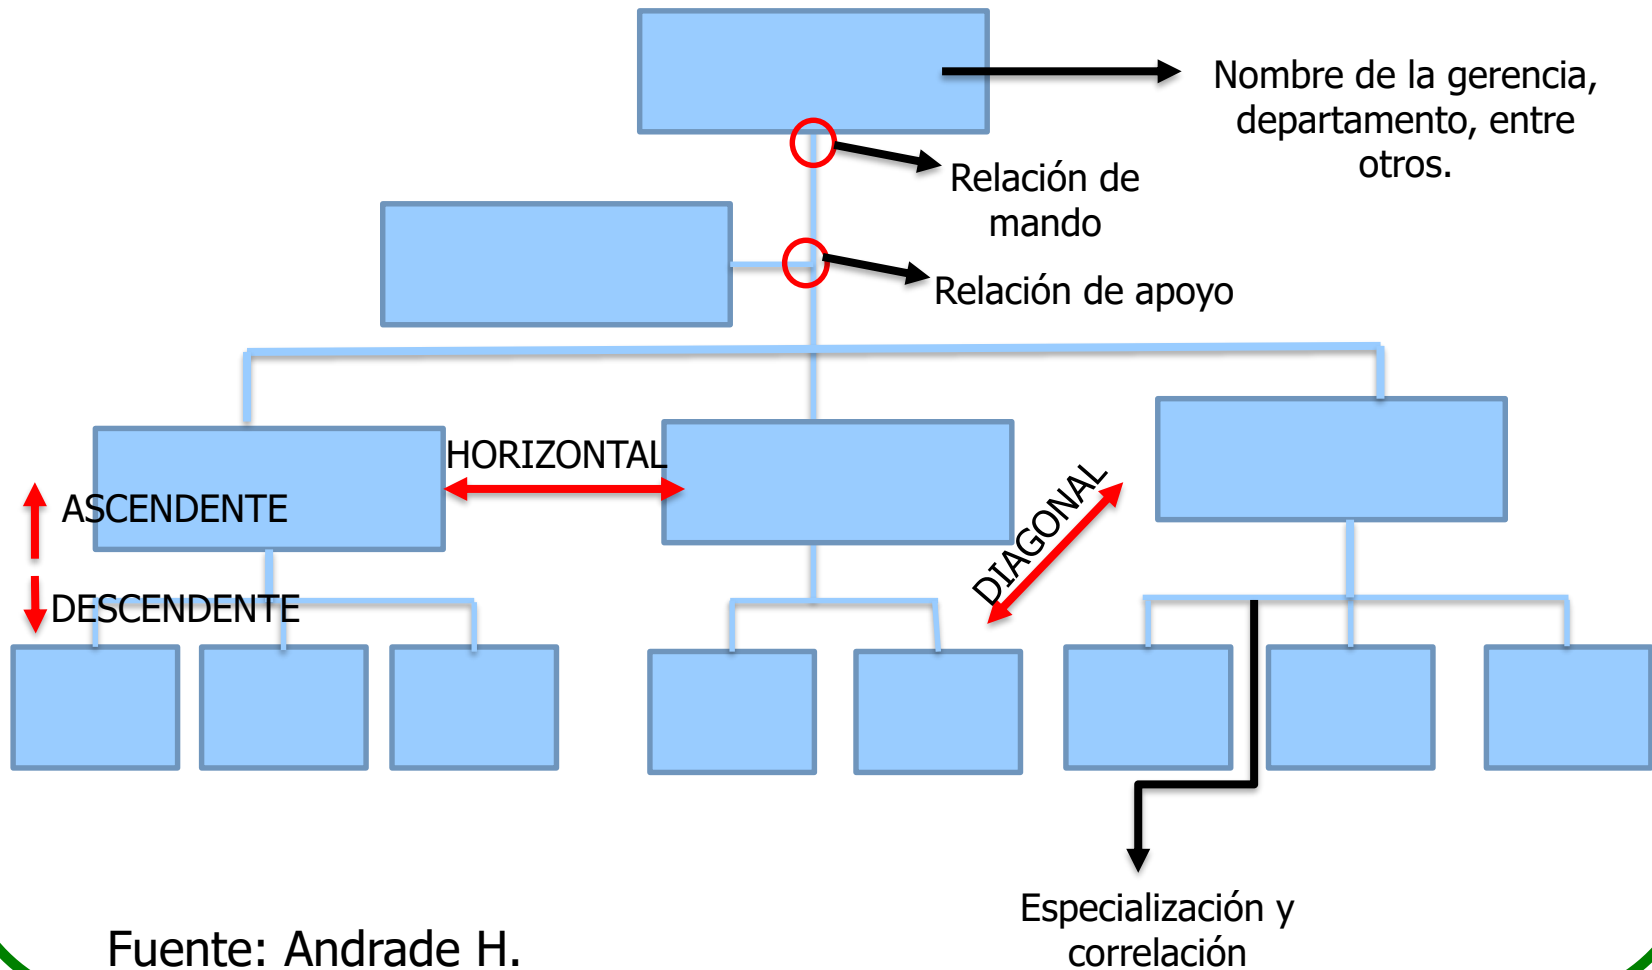 Nombre de la gerencia,
departamento, entre
otros.
Relación de
mando
Relación de apoyo
HORIZONTAL
ASCENDENTE
DIAGONAL
DESCENDENTE
Especialización y
correlación
Fuente: Andrade H.